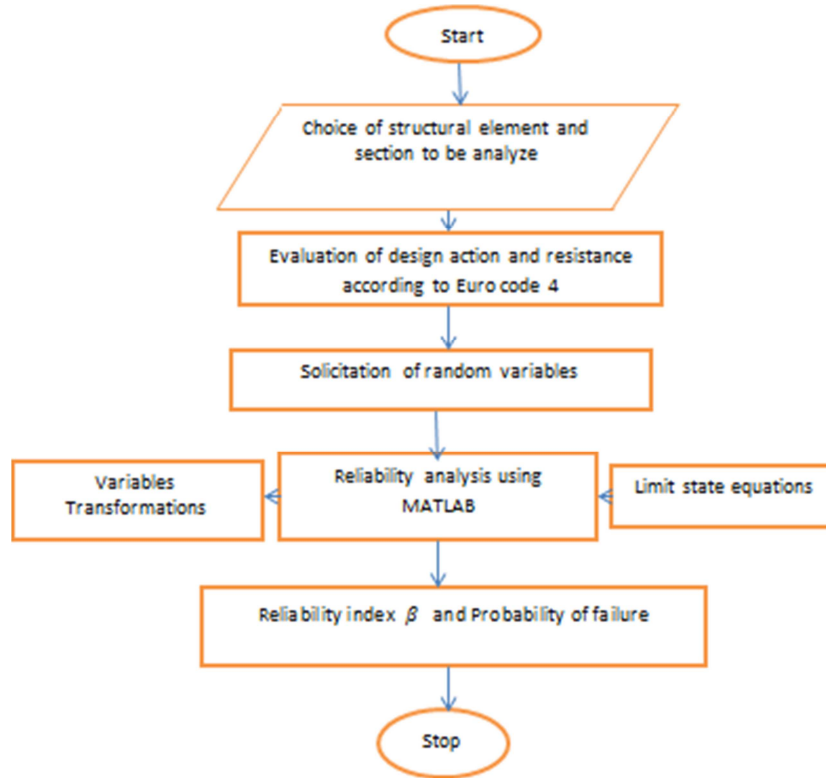 Start
Choice of structural element and
section to be analyze
Evaluation of design action and resistance
according to Euro code 4
Solicitation of random variables
Variables
Transformations
Reliability analysis using
MATLAB
Limit state equations
Reliability index β and Probability of failure
Stop